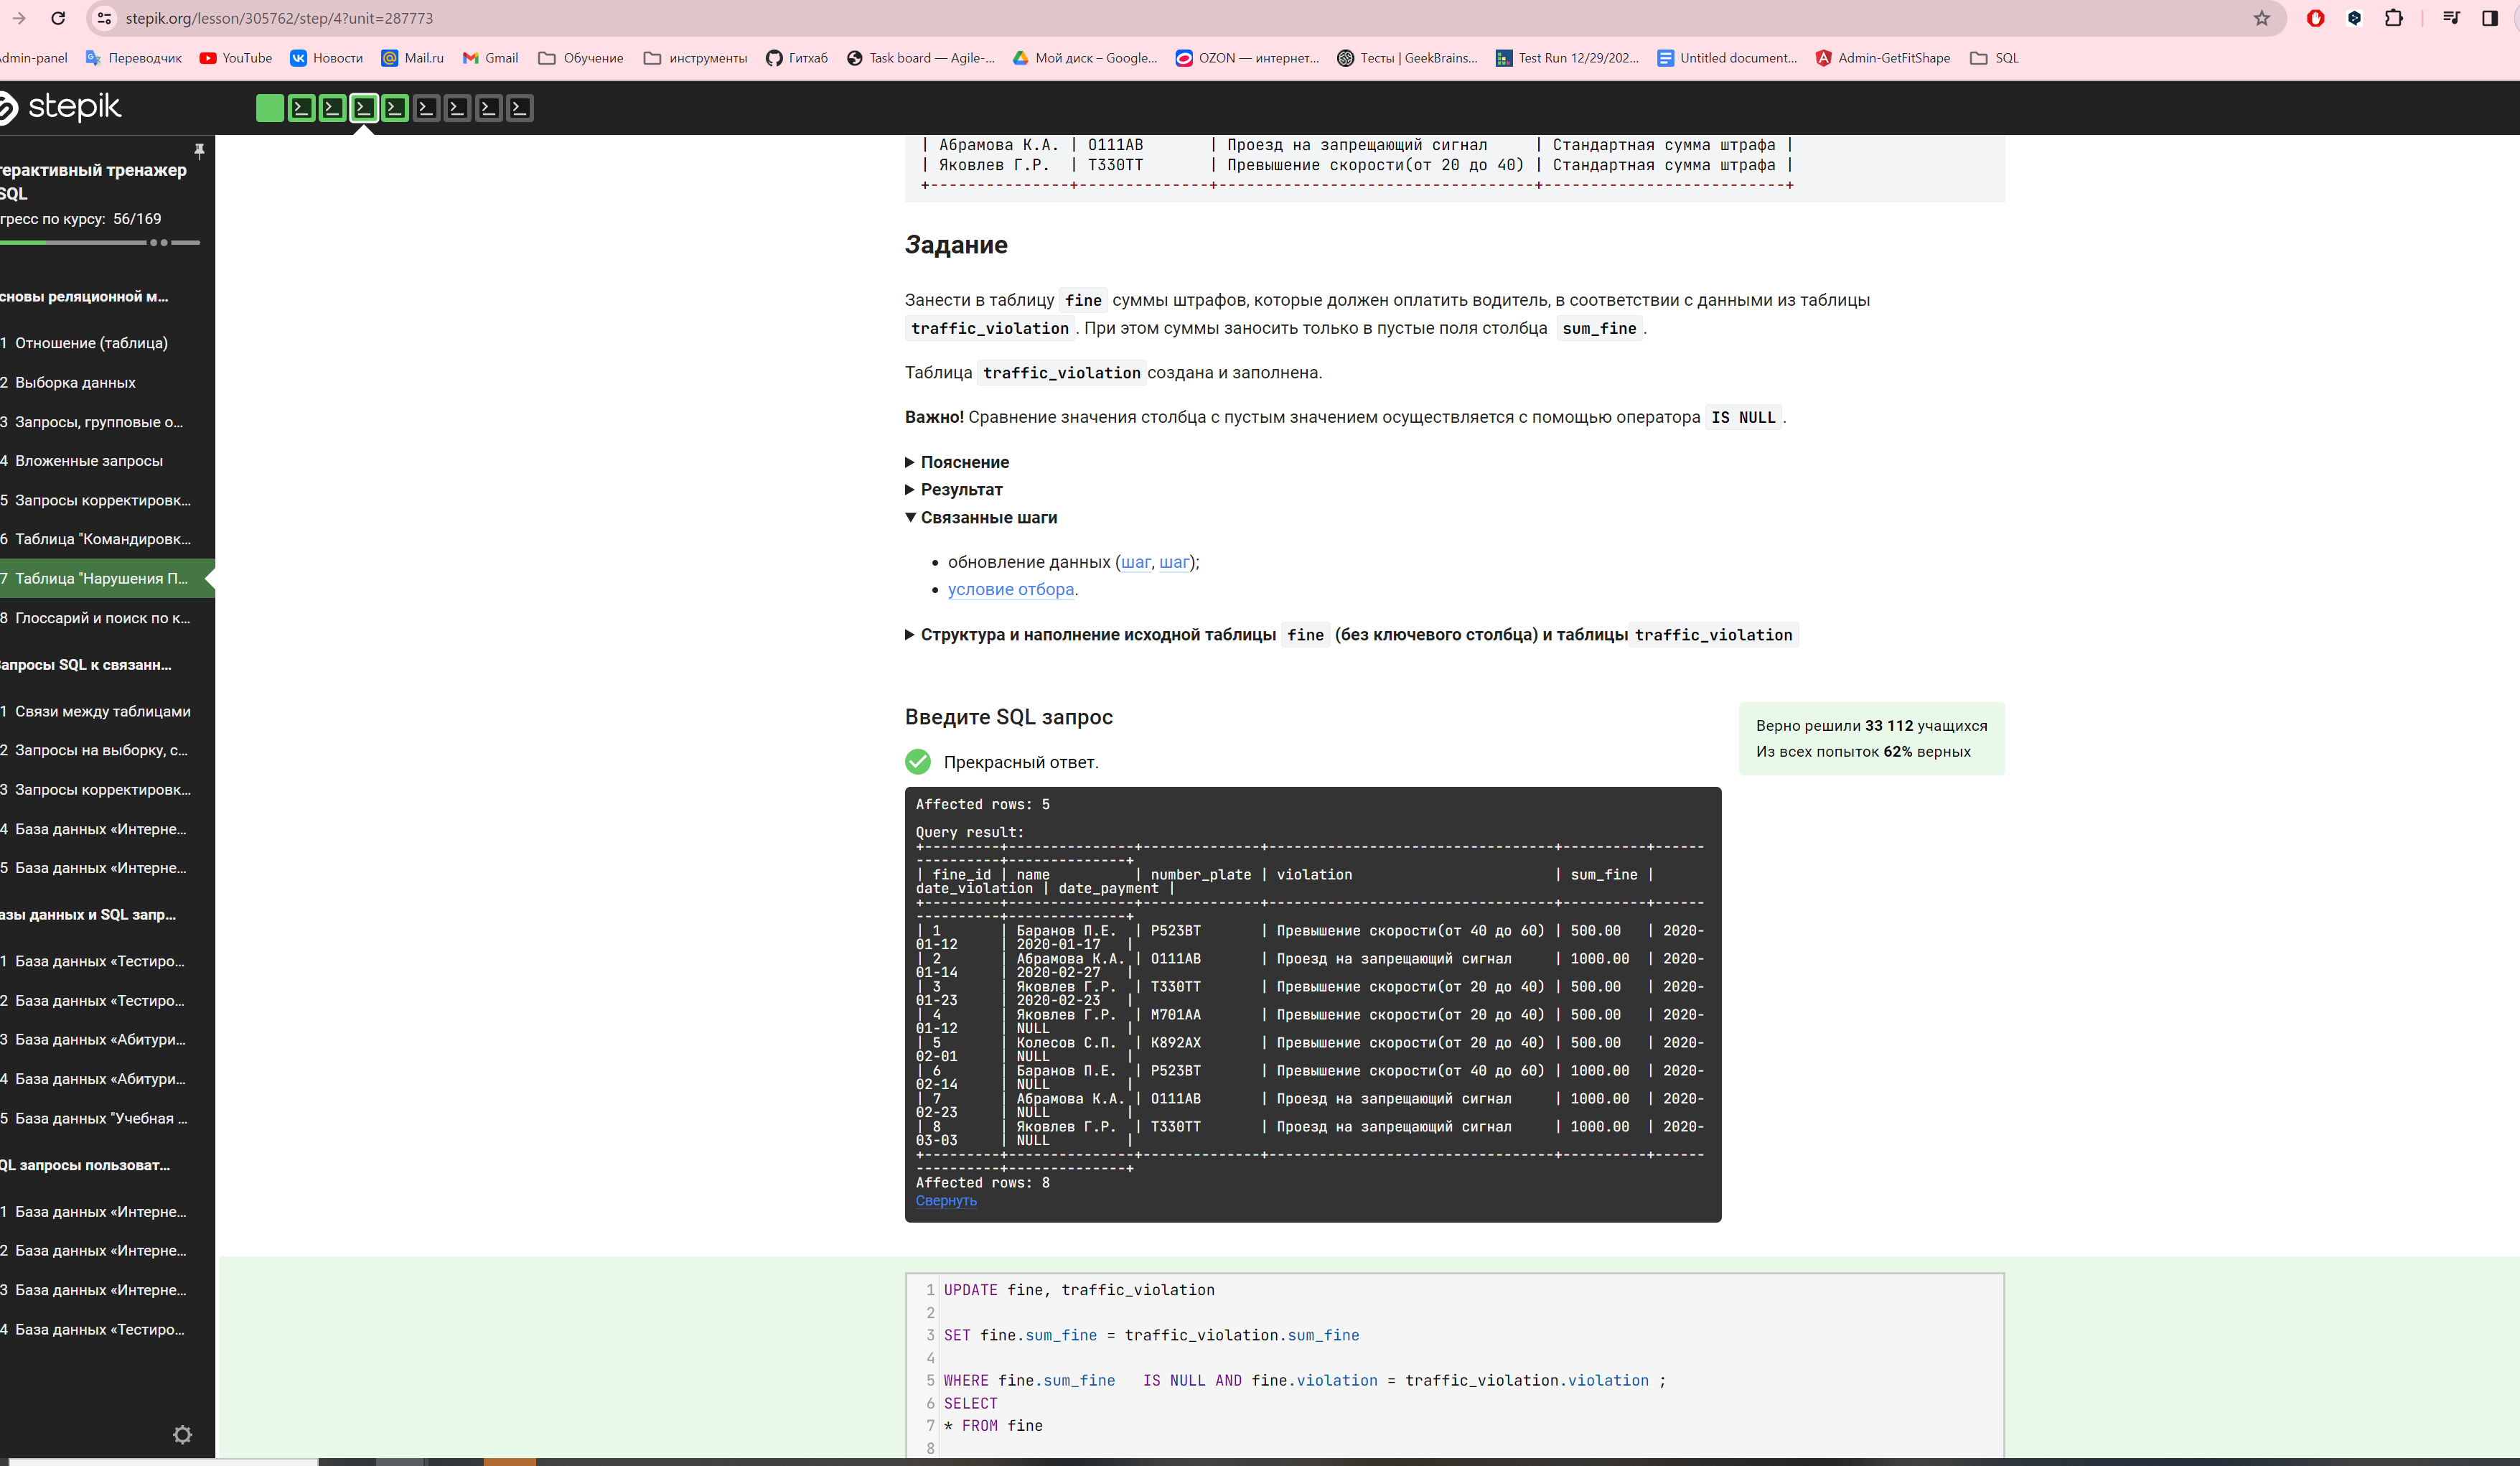 stepik.org/lesson/305762/step/4?unit=287773
dmin-panel Переводчик YouTube Новости Mail.ru Gmail Обучение инструменты Гитхаб Task board — Agile-... Мой диск – Google... OZON — интернет... Тесты | GeekBrains... Test Run 12/29/202... Untitled document... Admin-GetFitShape SQL
stepik
терактивный тренажер
SQL
гресс по курсу: 56/169
сновы реляционной м...
1 Отношение (таблица)
2 Выборка данных
3 Запросы, групповые о...
4 Вложенные запросы
5 Запросы корректировк...
6 Таблица "Командировк...
7 Таблица "Нарушения П...
8 Глоссарий и поиск по к...
Запросы SQL к связанн...
1 Связи между таблицами
2 Запросы на выборку, с...
3 Запросы корректировк...
4 База данных «Интерне...
5 База данных «Интерне...
азы данных и SQL запр...
1 База данных «Тестиро...
2 База данных «Тестиро...
3 База данных «Абитури...
4 База данных «Абитури...
5 База данных "Учебная ...
QL запросы пользоват...
1 База данных «Интерне...
2 База данных «Интерне...
3 База данных «Интерне...
4 База данных «Тестиро...
| Абрамова К.А. | О111АВ | Проезд на запрещающий сигнал | Стандартная сумма штрафа |
| Яковлев Г.Р. | Т330ТТ | Превышение скорости(от 20 до 40) | Стандартная сумма штрафа |
+---------------+--------------+----------------------------------+--------------------------+
Задание
Занести в таблицу fine суммы штрафов, которые должен оплатить водитель, в соответствии с данными из таблицы
traffic_violation. При этом суммы заносить только в пустые поля столбца sum_fine.
Таблица traffic_violation создана и заполнена.
Важно! Сравнение значения столбца с пустым значением осуществляется с помощью оператора IS NULL.
Пояснение
Результат
Связанные шаги
• обновление данных (шаг, шаг);
• условие отбора.
Структура и наполнение исходной таблицы fine (без ключевого столбца) и таблицы traffic_violation
Введите SQL запрос
Верно решили 33 112 учащихся
Из всех попыток 62% верных
Прекрасный ответ.
Affected rows: 5
Query result:
+---------+---------------+--------------+----------------------------------+----------+------
----------+--------------+
| fine_id | name | number_plate | violation | sum_fine |
date_violation | date_payment |
+---------+---------------+--------------+----------------------------------+----------+------
----------+--------------+
| 1 | Баранов П.Е. | Р523ВТ | Превышение скорости(от 40 до 60) | 500.00 | 2020-
01-12 | 2020-01-17 |
| 2 | Абрамова К.А. | О111АВ | Проезд на запрещающий сигнал | 1000.00 | 2020-
01-14 | 2020-02-27 |
| 3 | Яковлев Г.Р. | Т330ТТ | Превышение скорости(от 20 до 40) | 500.00 | 2020-
01-23 | 2020-02-23 |
| 4 | Яковлев Г.Р. | М701АА | Превышение скорости(от 20 до 40) | 500.00 | 2020-
01-12 | NULL |
| 5 | Колесов С.П. | К892АХ | Превышение скорости(от 20 до 40) | 500.00 | 2020-
02-01 | NULL |
| 6 | Баранов П.Е. | Р523ВТ | Превышение скорости(от 40 до 60) | 1000.00 | 2020-
02-14 | NULL |
| 7 | Абрамова К.А. | О111АВ | Проезд на запрещающий сигнал | 1000.00 | 2020-
02-23 | NULL |
| 8 | Яковлев Г.Р. | Т330ТТ | Проезд на запрещающий сигнал | 1000.00 | 2020-
03-03 | NULL |
+---------+---------------+--------------+----------------------------------+----------+------
----------+--------------+
Affected rows: 8
Свернуть
1 UPDATE fine, traffic_violation
2
3 SET fine.sum_fine = traffic_violation.sum_fine
4
5 WHERE fine.sum_fine IS NULL AND fine.violation = traffic_violation.violation ;
6 SELECT
7 * FROM fine
8